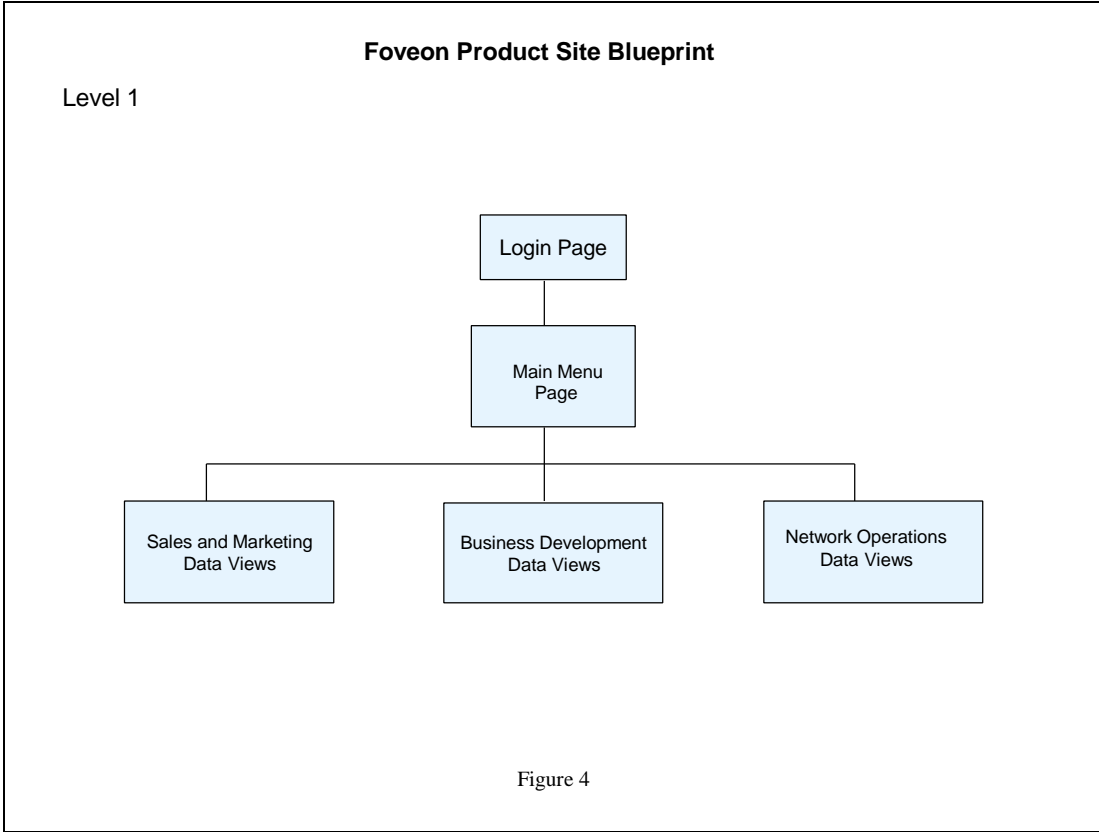 Foveon Product Site Blueprint
Level 1
Login Page
Main Menu
Page
Sales and Marketing
Data Views
Business Development
Data Views
Network Operations
Data Views
Figure 4